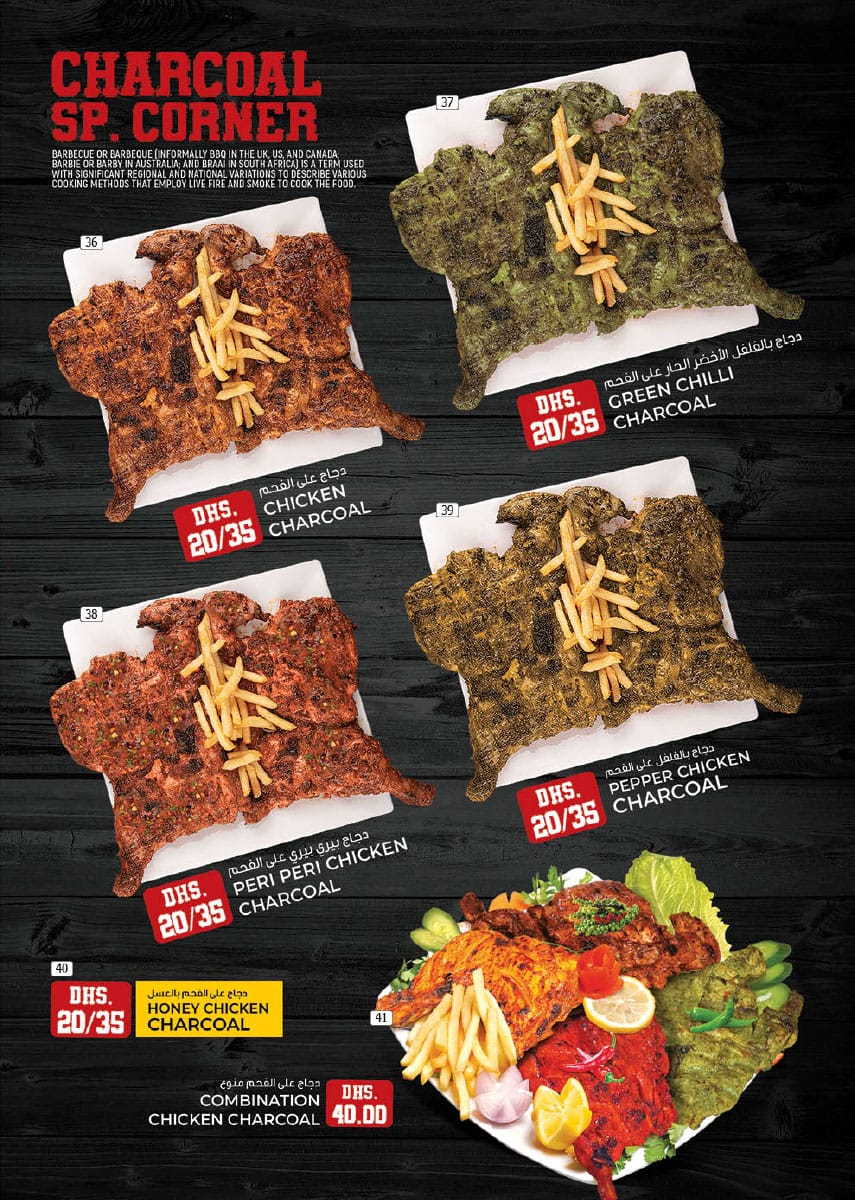 CHARCOAL
SP. CORNER
BARBECUE OR BARBEQUE (INFORMALLY BBQ IN THE UK, US, AND CANADA,
BARBIE OR BARBY IN AUSTRALIA; AND BRAAI IN SOUTH AFRICA) IS A TERM USED
WITH SIGNIFICANT REGIONAL AND NATIONAL VARIATIONS TO DESCRIBE VARIOUS
COOKING METHODS THAT EMPLOY LIVE FIRE AND SMOKE TO COOK THE FOOD.
36
دجاج على الفحم
CHICKEN
CHARCOAL
DHS.
20/35
37
دجاج بالفلفل الأخضر الحار على الفحم
GREEN CHILLI
CHARCOAL
DHS.
20/35
38
دجاج بيري بيري على الفحم
PERI PERI CHICKEN
CHARCOAL
DHS.
20/35
39
دجاج بالفلفل على الفحم
PEPPER CHICKEN
CHARCOAL
DHS.
20/35
40
DHS.
20/35
دجاج على الفحم بالعسل
HONEY CHICKEN
CHARCOAL
41
دجاج على الفحم منوع
COMBINATION
CHICKEN CHARCOAL
DHS.
40.00